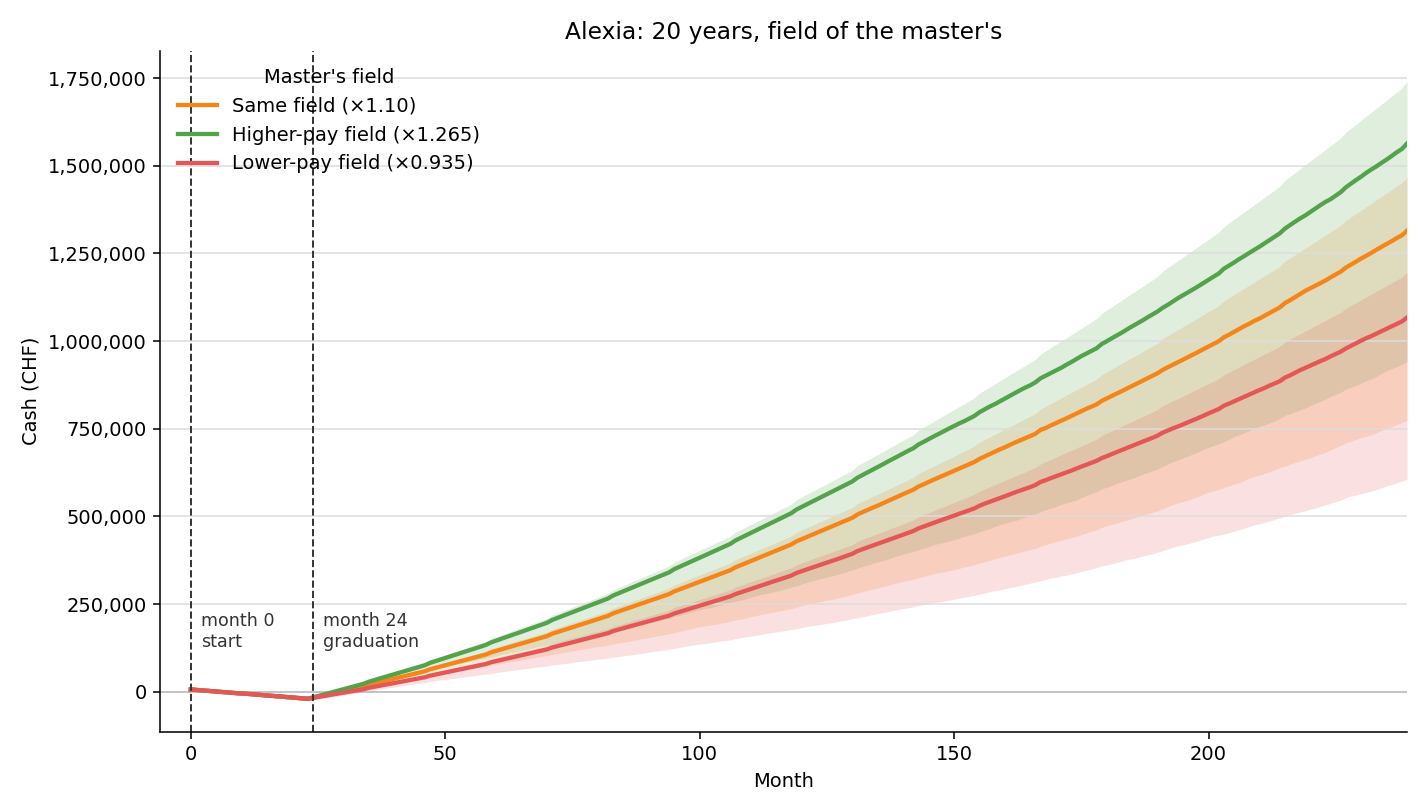 Alexia: 20 years, field of the master's
Cash (CHF)
1,750,000
1,500,000
1,250,000
1,000,000
750,000
500,000
250,000
0
Master's field
Same field (×1.10)
Higher-pay field (×1.265)
Lower-pay field (×0.935)
month 0
start
month 24
graduation
0 50 100 150 200
Month